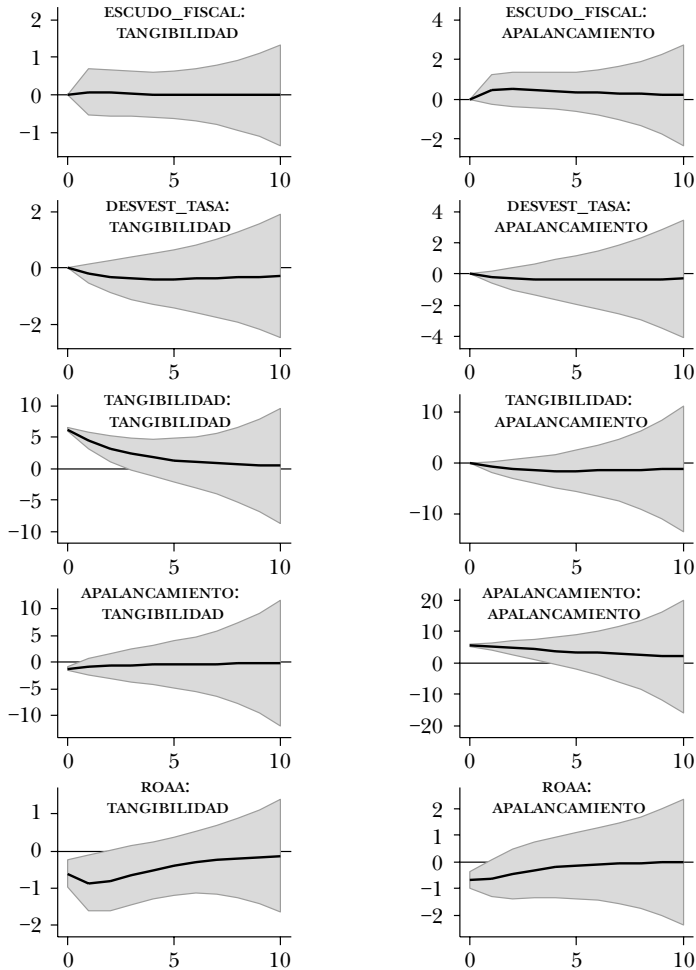 ESCUDO_FISCAL:
TANGIBILIDAD
2
1
0
−1
0 5 10
ESCUDO_FISCAL:
APALANCAMIENTO
4
2
0
−2
0 5 10
DESVEST_TASA:
TANGIBILIDAD
2
0
−2
0 5 10
DESVEST_TASA:
APALANCAMIENTO
4
2
0
−2
−4
0 5 10
TANGIBILIDAD:
TANGIBILIDAD
10
5
0
−5
−10
0 5 10
TANGIBILIDAD:
APALANCAMIENTO
10
0
−10
0 5 10
APALANCAMIENTO:
TANGIBILIDAD
10
5
0
−5
−10
0 5 10
APALANCAMIENTO:
APALANCAMIENTO
20
10
0
−10
−20
0 5 10
ROAA:
TANGIBILIDAD
1
0
−1
−2
0 5 10
ROAA:
APALANCAMIENTO
2
1
0
−1
−2
0 5 10